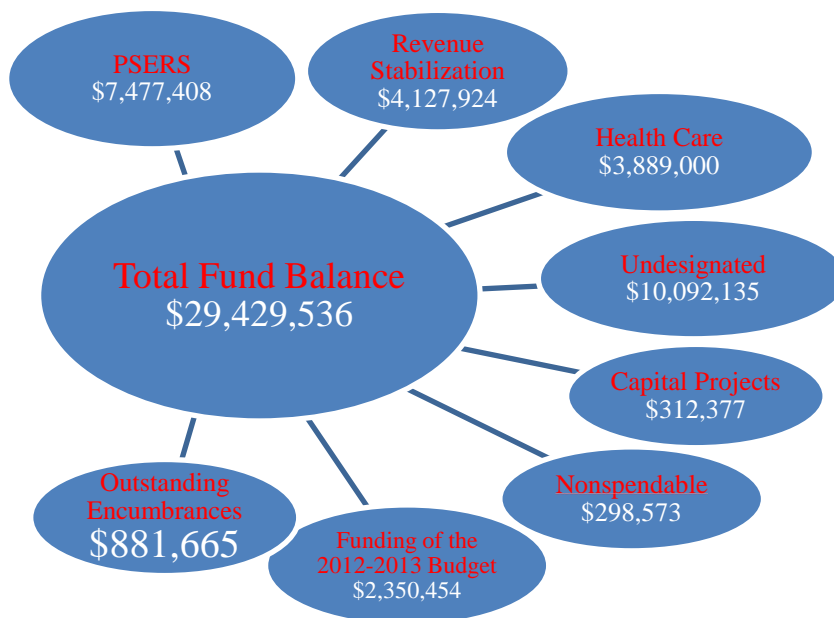 PSERS
$7,477,408
Revenue
Stabilization
$4,127,924
Health Care
$3,889,000
Total Fund Balance
$29,429,536
Undesignated
$10,092,135
Capital Projects
$312,377
Nonspendable
$298,573
Outstanding
Encumbrances
$881,665
Funding of the
2012-2013 Budget
$2,350,454